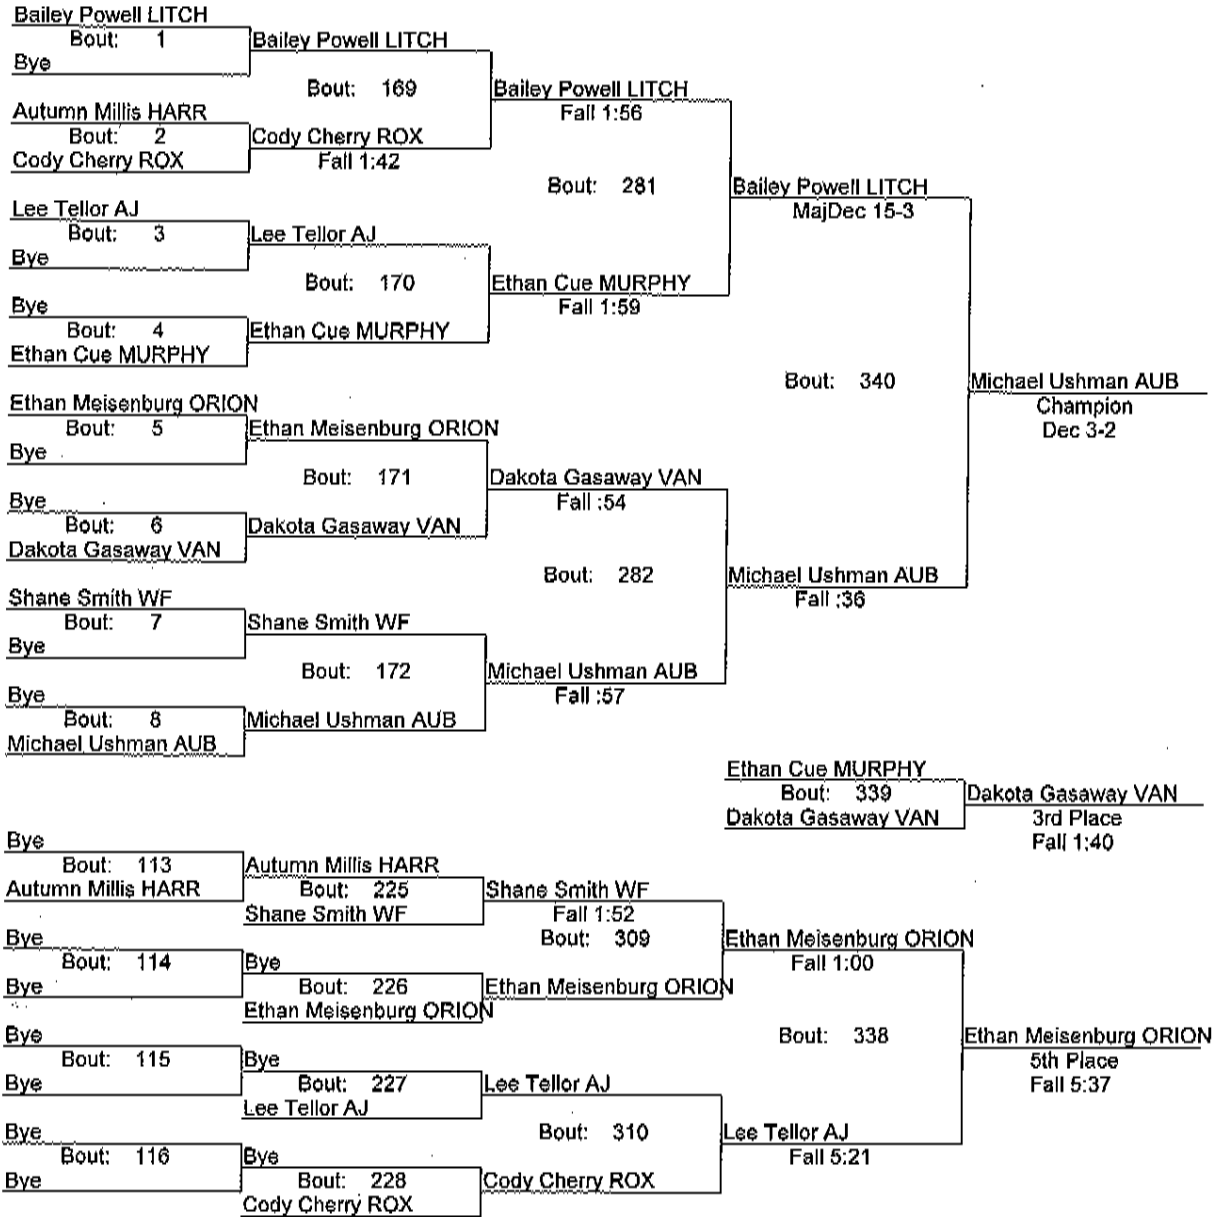 Bailey Powell LITCH
Bout: 1
Bye
Bailey Powell LITCH
Bout: 169
Autumn Millis HARR
Bout: 2
Cody Cherry ROX
Cody Cherry ROX
Fall 1:42
Bailey Powell LITCH
Fall 1:56
Bout: 281
Lee Tellor AJ
Bout: 3
Bye
Lee Tellor AJ
Bout: 170
Bye
Bout: 4
Ethan Cue MURPHY
Ethan Cue MURPHY
Ethan Cue MURPHY
Fall 1:59
Bailey Powell LITCH
MajDec 15-3
Bout: 340
Ethan Meisenburg ORION
Bout: 5
Bye
Ethan Meisenburg ORION
Bout: 171
Bye
Bout: 6
Dakota Gasaway VAN
Dakota Gasaway VAN
Dakota Gasaway VAN
Fall :54
Bout: 282
Shane Smith WF
Bout: 7
Bye
Shane Smith WF
Bout: 172
Bye
Bout: 8
Michael Ushman AUB
Michael Ushman AUB
Michael Ushman AUB
Fall :57
Michael Ushman AUB
Fall :36
Michael Ushman AUB
Champion
Dec 3-2
Ethan Cue MURPHY
Bout: 339
Dakota Gasaway VAN
Dakota Gasaway VAN
3rd Place
Fall 1:40
Bye
Bout: 113
Autumn Millis HARR
Autumn Millis HARR
Bout: 225
Shane Smith WF
Shane Smith WF
Fall 1:52
Bout: 309
Bye
Bout: 114
Bye
Bye
Bout: 226
Ethan Meisenburg ORION
Ethan Meisenburg ORION
Ethan Meisenburg ORION
Fall 1:00
Bout: 338
Bye
Bout: 115
Bye
Bye
Bout: 227
Lee Tellor AJ
Lee Tellor AJ
Bout: 310
Bye
Bout: 116
Bye
Bye
Bout: 228
Cody Cherry ROX
Cody Cherry ROX
Lee Tellor AJ
Fall 5:21
Ethan Meisenburg ORION
5th Place
Fall 5:37